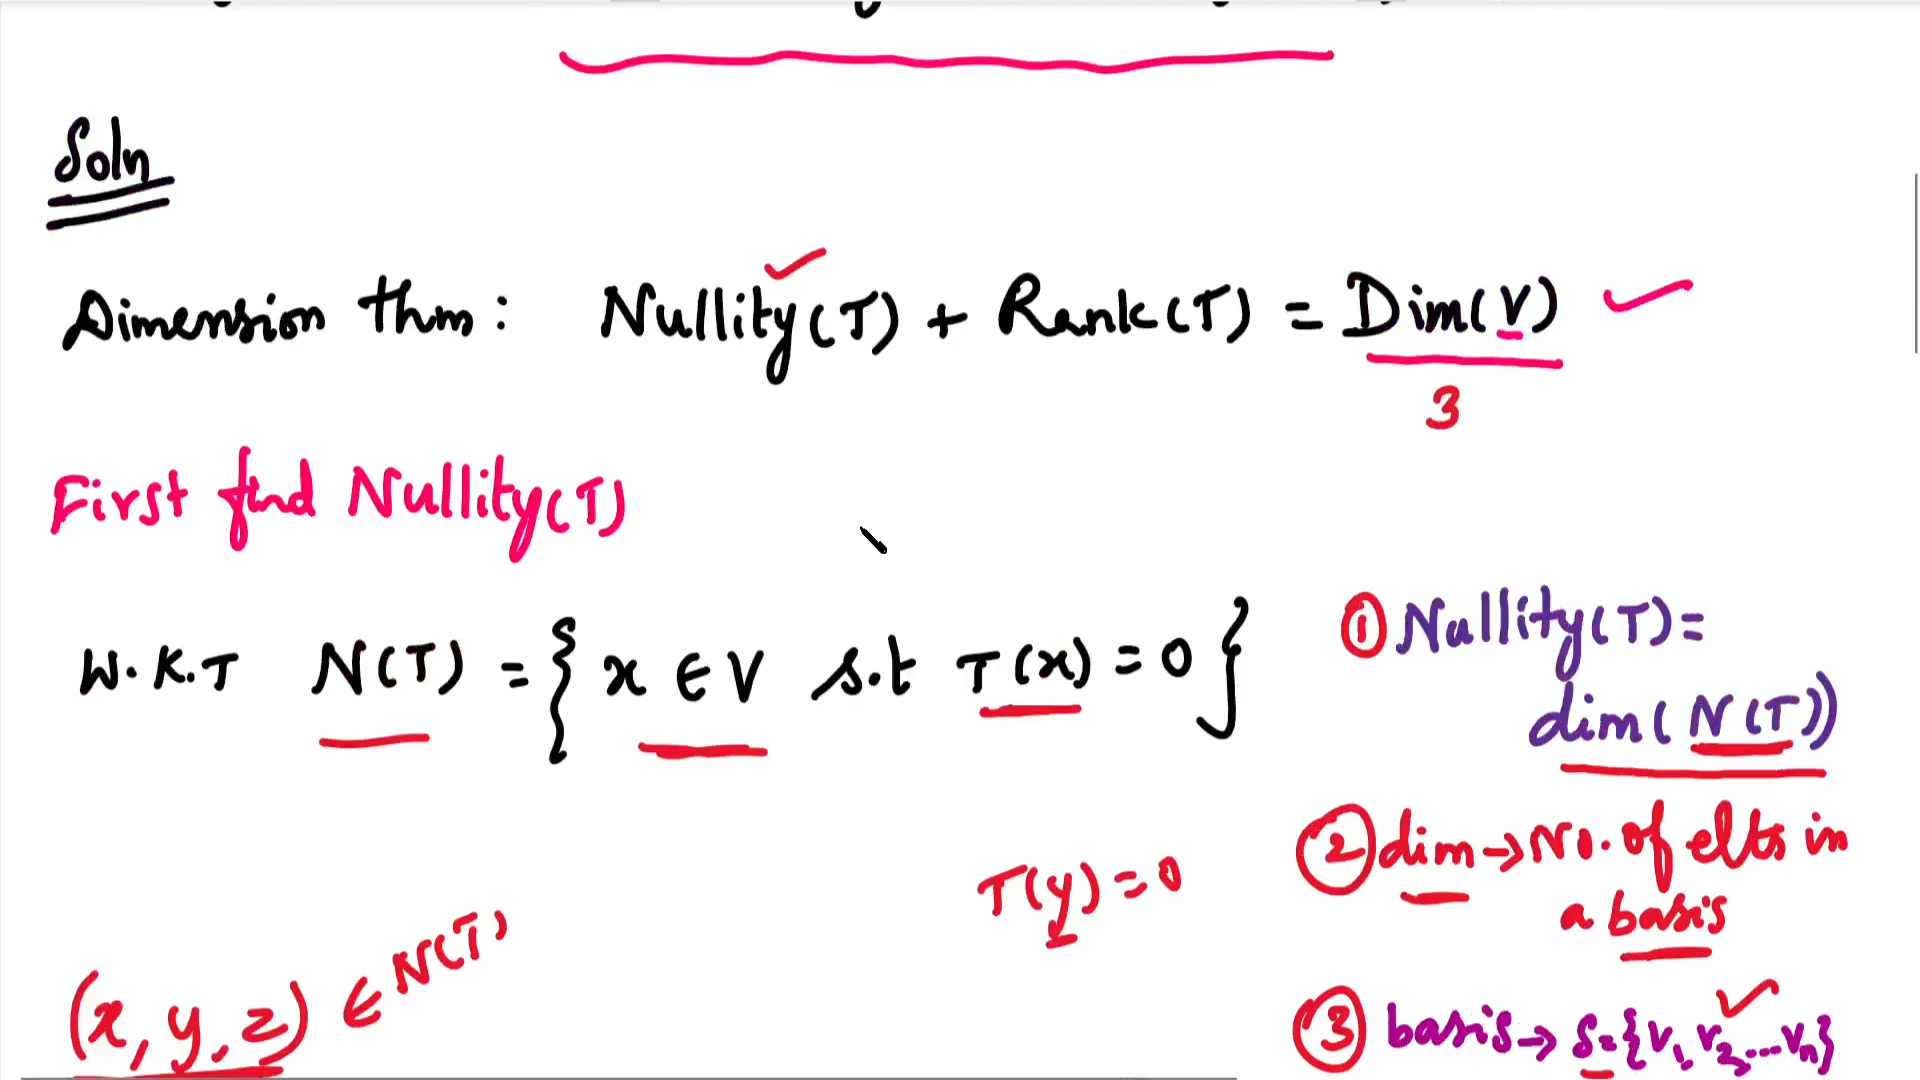 Soln
Dimension thm: Nullity(T) + Rank(T) = Dim(V)
3
First find Nullity(T)
W.K.T N(T) = { x ∈ V s.t T(x) = 0 }
① Nullity(T) =
dim(N(T))
② dim → No. of elts in
a basis
T(y) = 0
(x, y, z) ∈ N(T)
③ basis → S = {V1, V2, ... Vn}